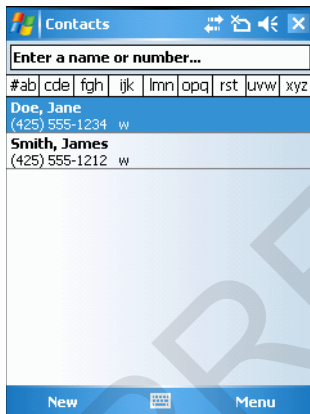 Contacts
Enter a name or number...
#ab cde fgh ijk lmn opq rst uvw xyz
Doe, Jane
(425) 555-1234 w
Smith, James
(425) 555-1212 w
New Menu